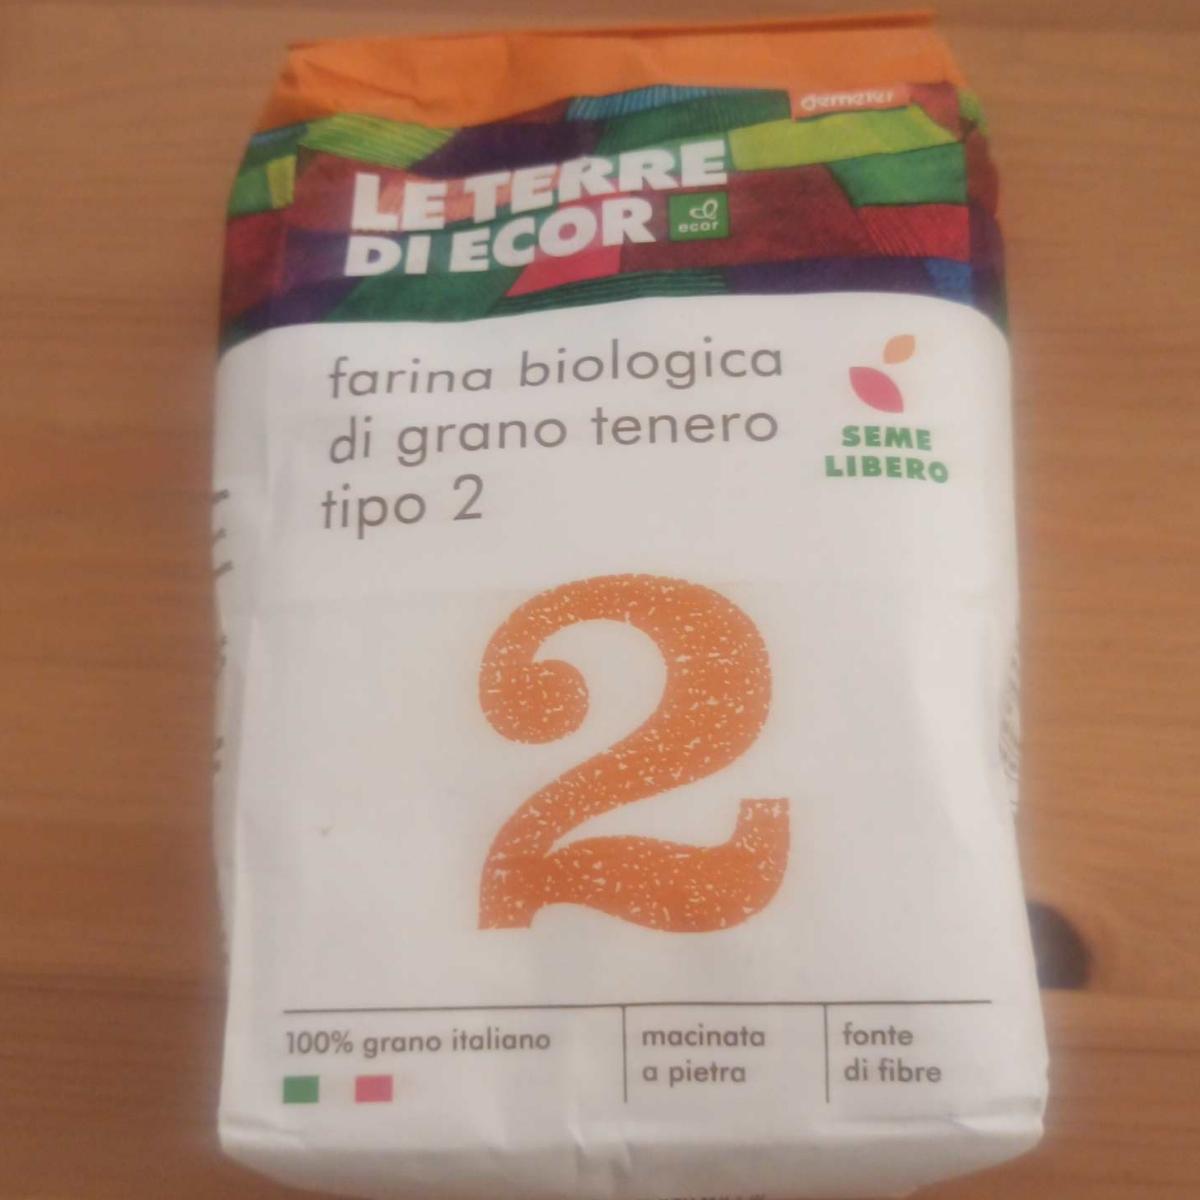 demeter
LE TERRE
DI ECOR
ecor
farina biologica
di grano tenero
tipo 2
SEME
LIBERO
2
100% grano italiano
macinata
a pietra
fonte
di fibre